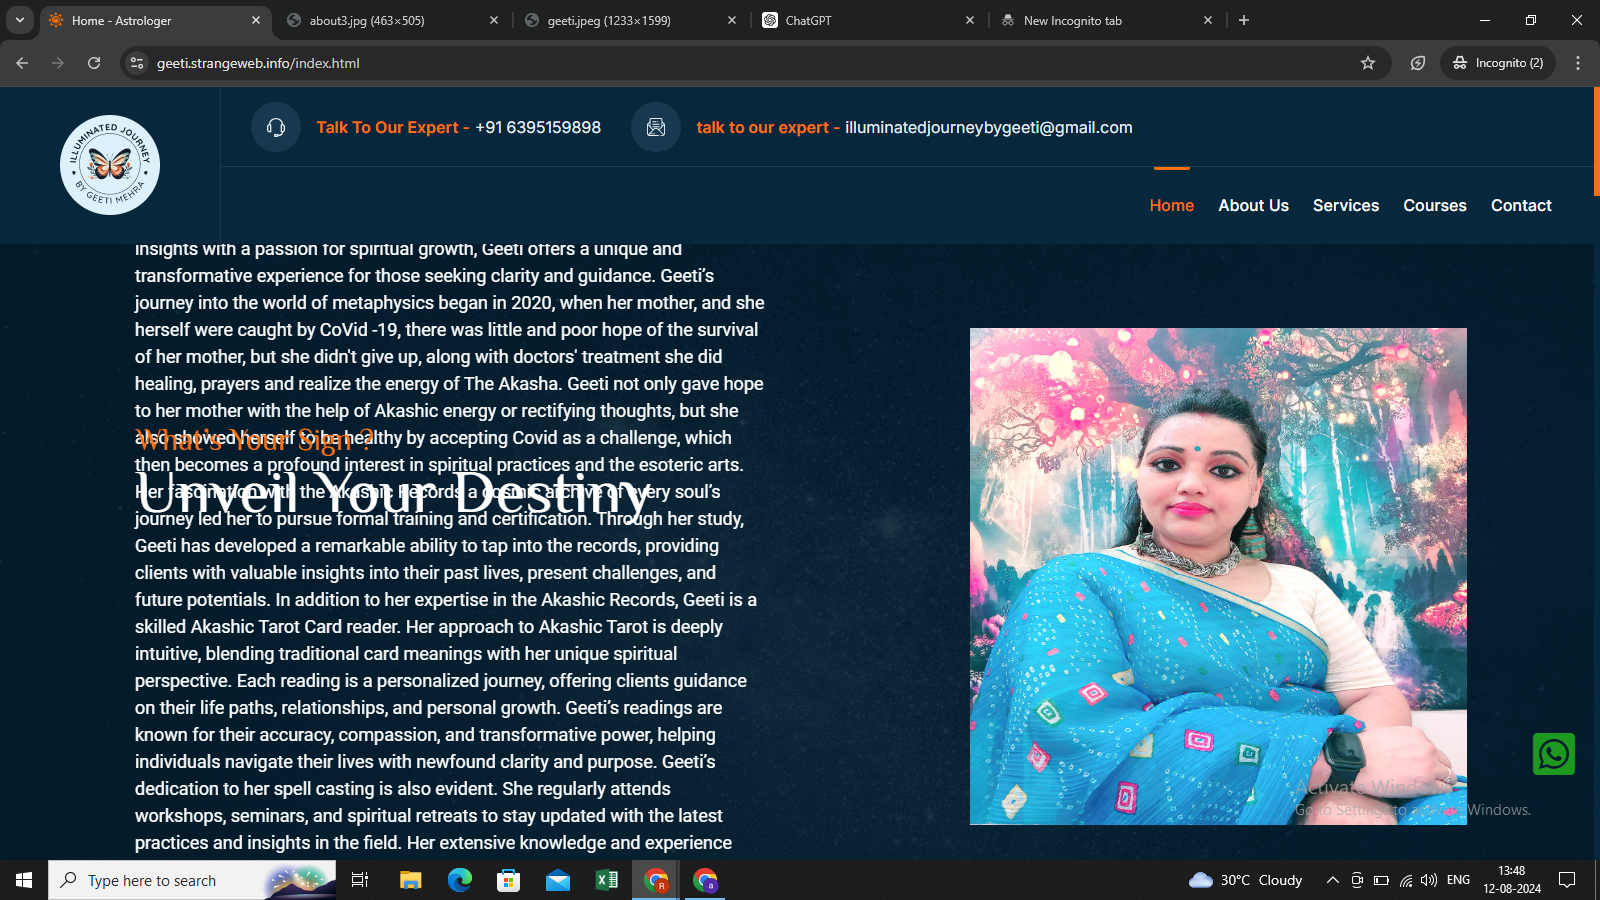 Home - Astrologer
about3.jpg (463×505)
geeti.jpeg (1233×1599)
ChatGPT
New Incognito tab
geeti.strangeweb.info/index.html
Incognito (2)
ILLUMINATED JOURNEY
BY GEETI MEHRA
Talk To Our Expert - +91 6395159898
talk to our expert - illuminatedjourneybygeeti@gmail.com
Home About Us Services Courses Contact
insights with a passion for spiritual growth, Geeti offers a unique and
transformative experience for those seeking clarity and guidance. Geeti’s
journey into the world of metaphysics began in 2020, when her mother, and she
herself were caught by CoVid -19, there was little and poor hope of the survival
of her mother, but she didn't give up, along with doctors' treatment she did
healing, prayers and realize the energy of The Akasha. Geeti not only gave hope
to her mother with the help of Akashic energy or rectifying thoughts, but she
also showed herself to be healthy by accepting Covid as a challenge, which
What’s Your Sign ?
then becomes a profound interest in spiritual practices and the esoteric arts.
Her fascination with the Akashic Records a cosmic archive of every soul’s
Unveil Your Destiny
journey led her to pursue formal training and certification. Through her study,
Geeti has developed a remarkable ability to tap into the records, providing
clients with valuable insights into their past lives, present challenges, and
future potentials. In addition to her expertise in the Akashic Records, Geeti is a
skilled Akashic Tarot Card reader. Her approach to Akashic Tarot is deeply
intuitive, blending traditional card meanings with her unique spiritual
perspective. Each reading is a personalized journey, offering clients guidance
on their life paths, relationships, and personal growth. Geeti’s readings are
known for their accuracy, compassion, and transformative power, helping
individuals navigate their lives with newfound clarity and purpose. Geeti’s
dedication to her spell casting is also evident. She regularly attends
workshops, seminars, and spiritual retreats to stay updated with the latest
practices and insights in the field. Her extensive knowledge and experience
Activate Windows
Go to Settings to activate Windows.
Type here to search
30°C Cloudy
ENG
13:48
12-08-2024